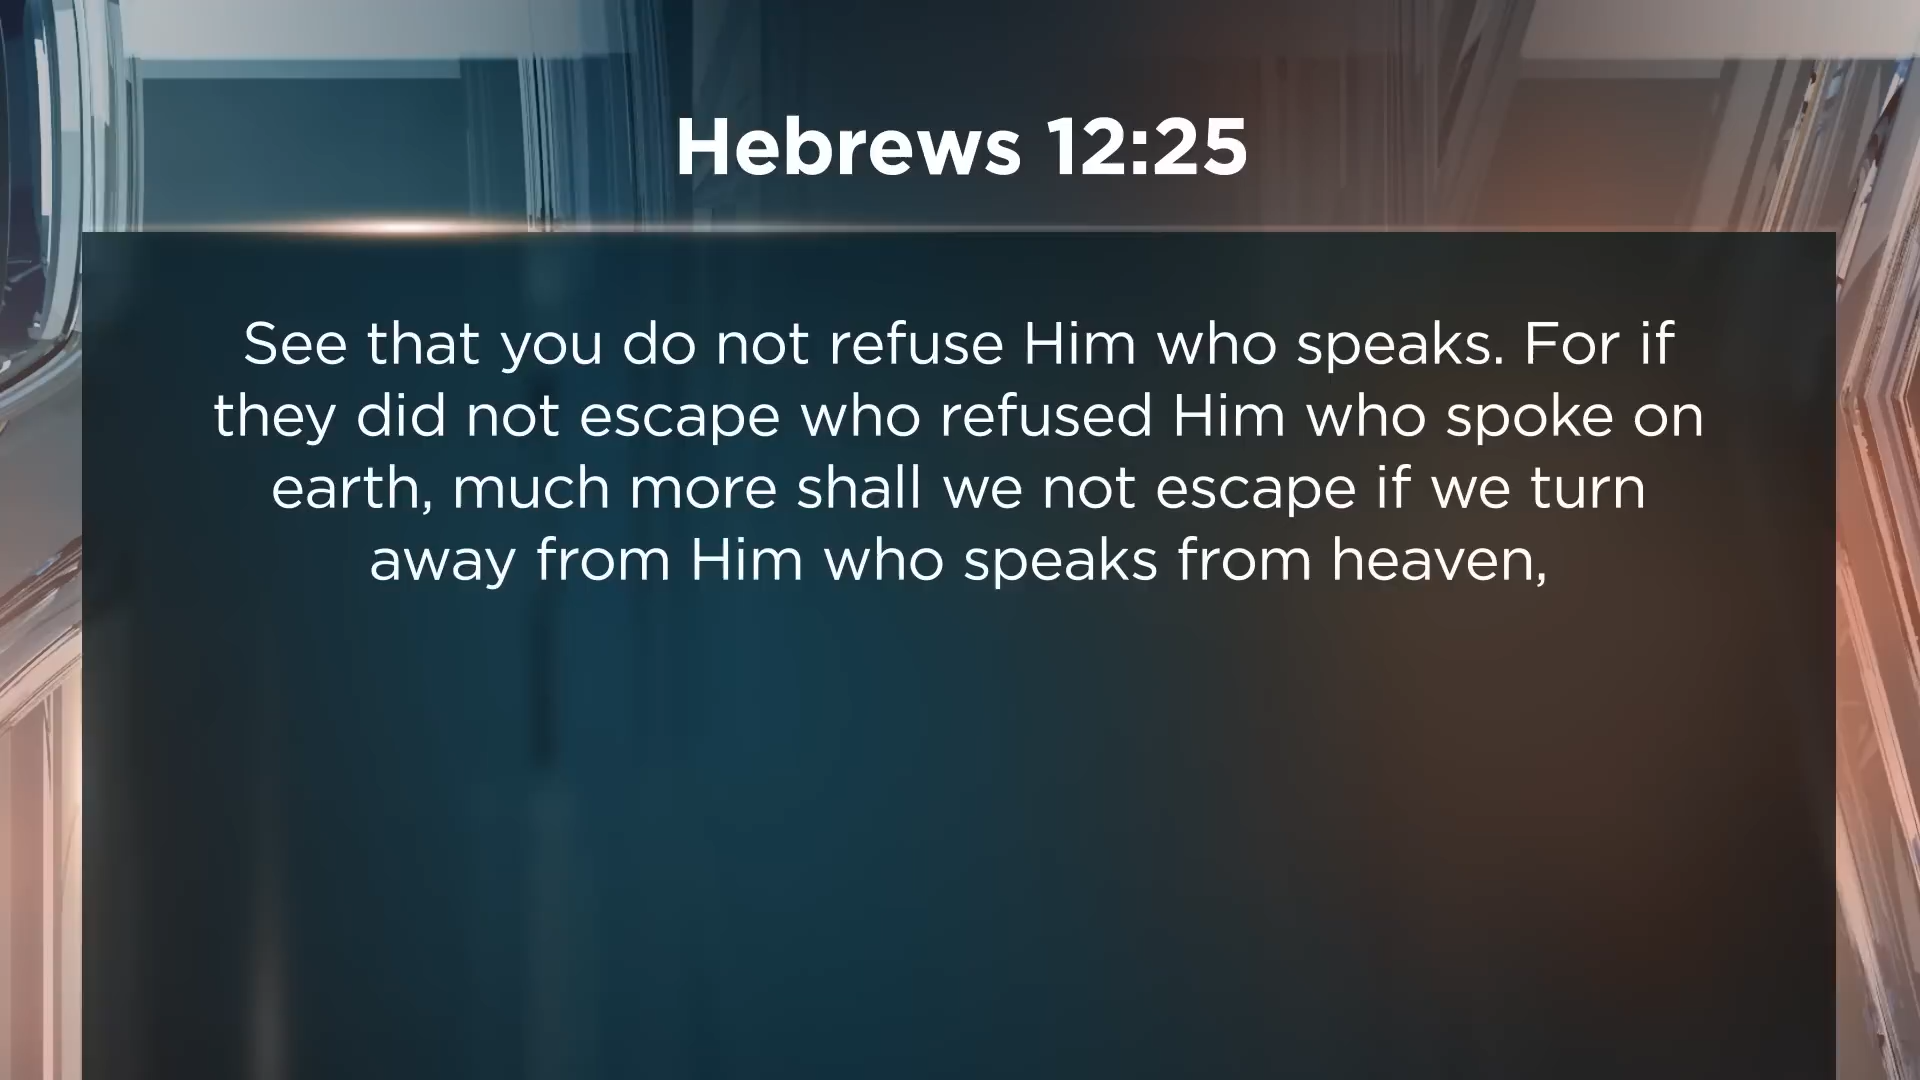 Hebrews 12:25
See that you do not refuse Him who speaks. For if
they did not escape who refused Him who spoke on
earth, much more shall we not escape if we turn
away from Him who speaks from heaven,